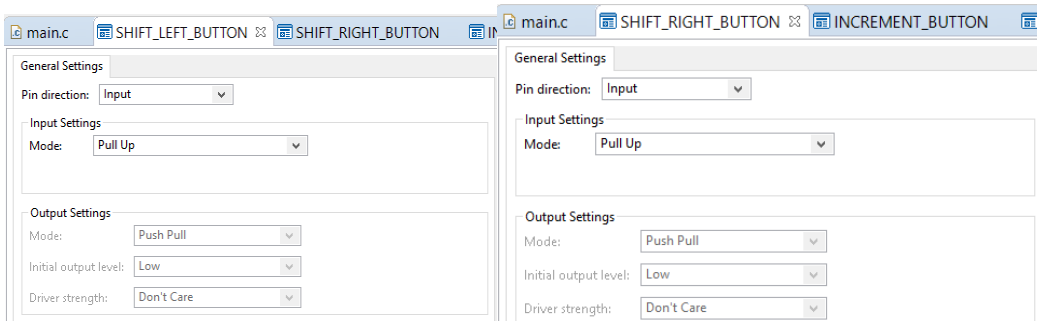 main.c SHIFT_LEFT_BUTTON SHIFT_RIGHT_BUTTON IN
General Settings
Pin direction: Input
Input Settings
Mode: Pull Up
Output Settings
Mode: Push Pull
Initial output level: Low
Driver strength: Don't Care
main.c SHIFT_RIGHT_BUTTON INCREMENT_BUTTON
General Settings
Pin direction: Input
Input Settings
Mode: Pull Up
Output Settings
Mode: Push Pull
Initial output level: Low
Driver strength: Don't Care